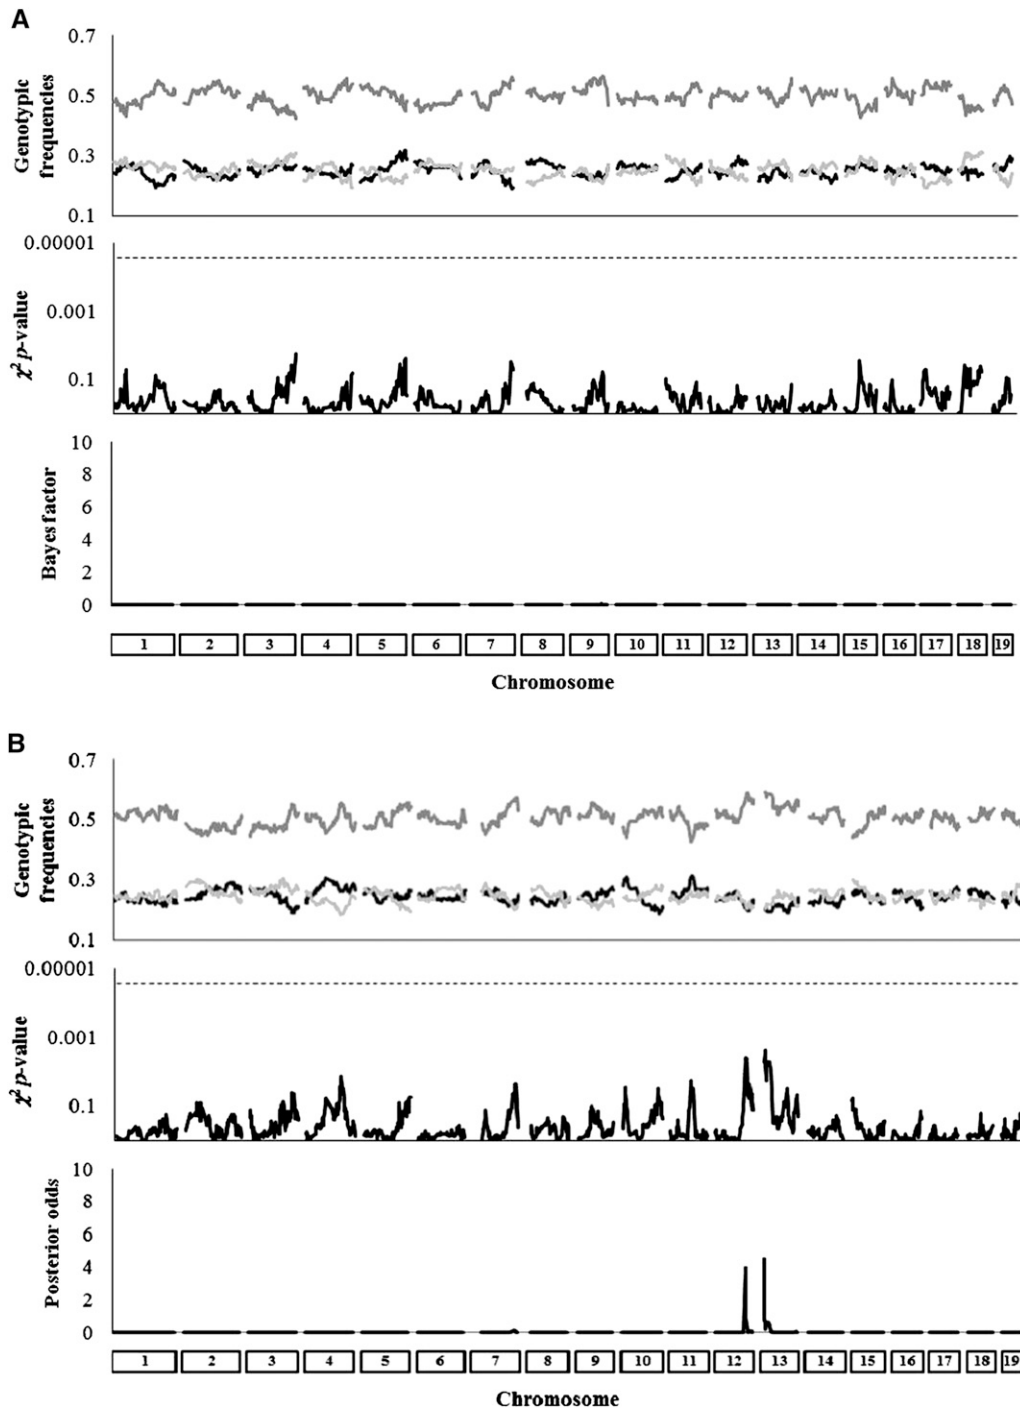 A
Genotypic
frequencies
0.7
0.5
0.3
0.1
χ² p-value
0.00001
0.001
0.1
Bayes factor
10
8
6
4
2
0
1 2 3 4 5 6 7 8 9 10 11 12 13 14 15 16 17 18 19
Chromosome
B
Genotypic
frequencies
0.7
0.5
0.3
0.1
χ² p-value
0.00001
0.001
0.1
Posterior odds
10
8
6
4
2
0
1 2 3 4 5 6 7 8 9 10 11 12 13 14 15 16 17 18 19
Chromosome